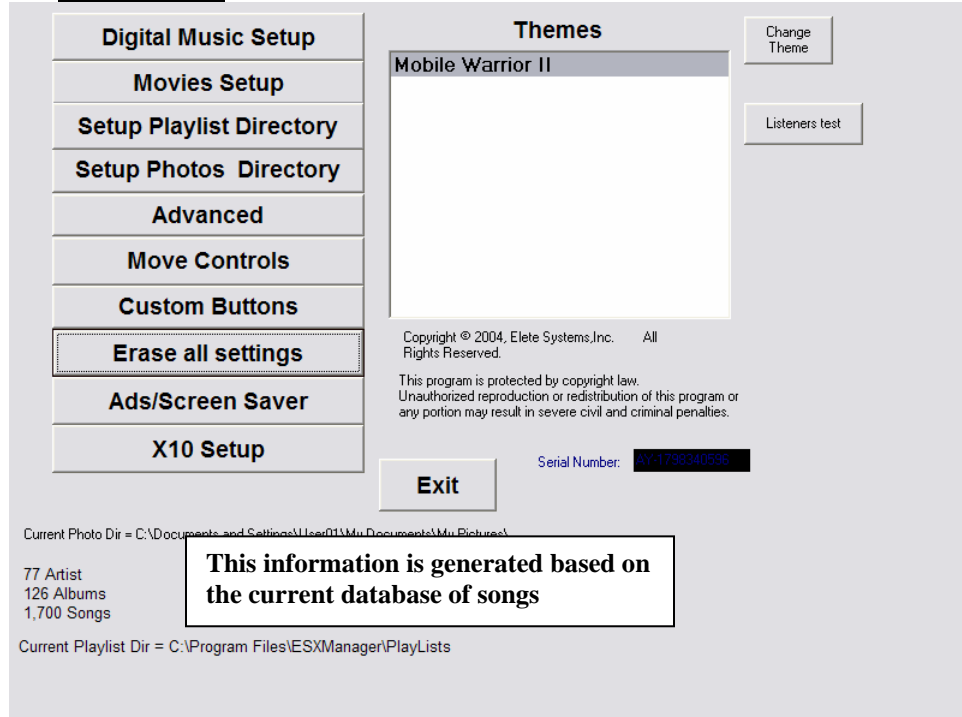 Digital Music Setup
Movies Setup
Setup Playlist Directory
Setup Photos Directory
Advanced
Move Controls
Custom Buttons
Erase all settings
Ads/Screen Saver
X10 Setup
Themes
Mobile Warrior II
Change
Theme
Listeners test
Copyright © 2004, Elete Systems,Inc. All
Rights Reserved.
This program is protected by copyright law.
Unauthorized reproduction or redistribution of this program or
any portion may result in severe civil and criminal penalties.
Serial Number:
Exit
Current Photo Dir = C:\Documents and Settings\User01\My Documents\My Pictures\
This information is generated based on
the current database of songs
77 Artist
126 Albums
1,700 Songs
Current Playlist Dir = C:\Program Files\ESXManager\PlayLists